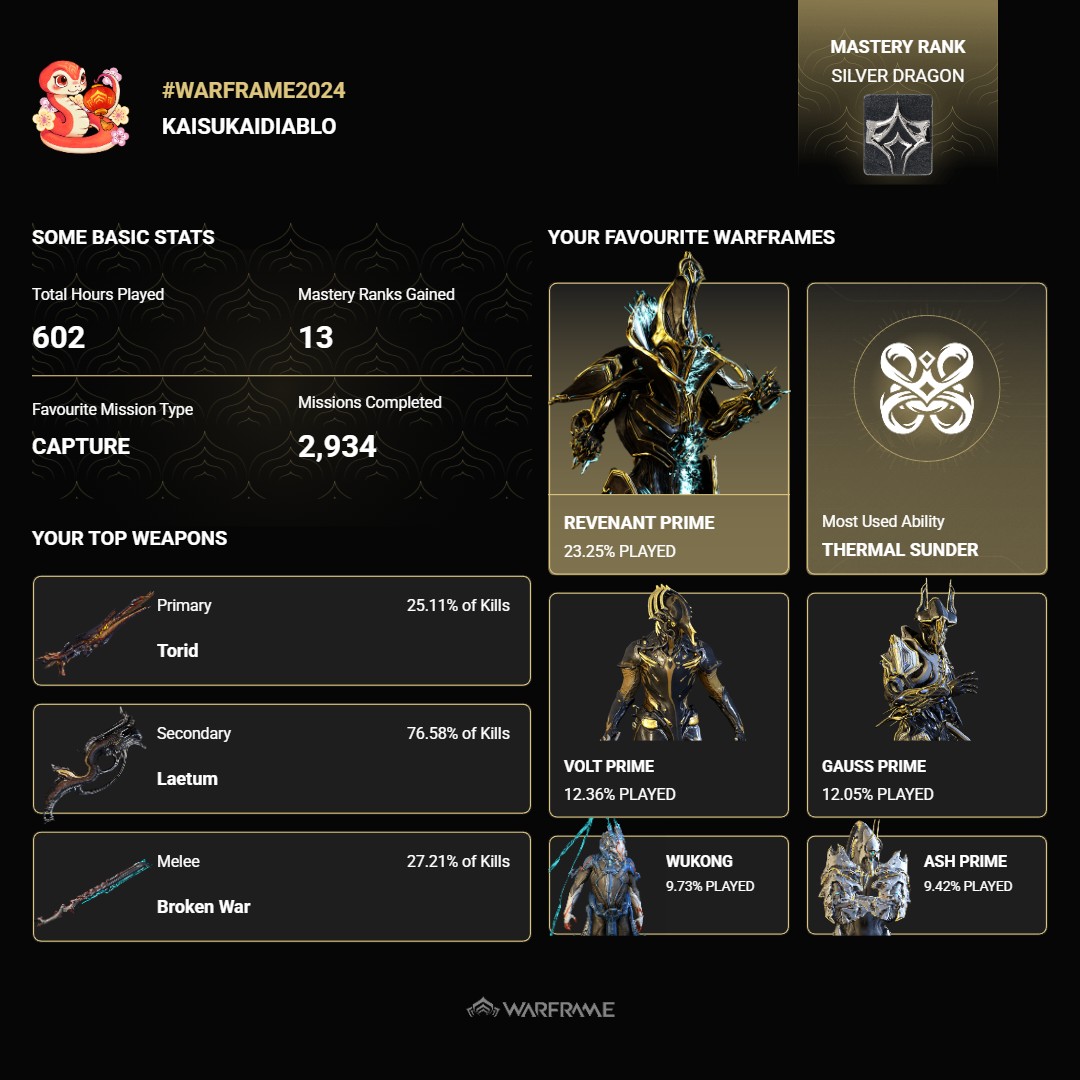 #WARFRAME2024
KAISUKAIDIABLO
MASTERY RANK
SILVER DRAGON
SOME BASIC STATS
Total Hours Played
602
Mastery Ranks Gained
13
Favourite Mission Type
CAPTURE
Missions Completed
2,934
YOUR TOP WEAPONS
Primary
25.11% of Kills
Torid
Secondary
76.58% of Kills
Laetum
Melee
27.21% of Kills
Broken War
YOUR FAVOURITE WARFRAMES
REVENANT PRIME
23.25% PLAYED
Most Used Ability
THERMAL SUNDER
VOLT PRIME
12.36% PLAYED
GAUSS PRIME
12.05% PLAYED
WUKONG
9.73% PLAYED
ASH PRIME
9.42% PLAYED
WARFRAME